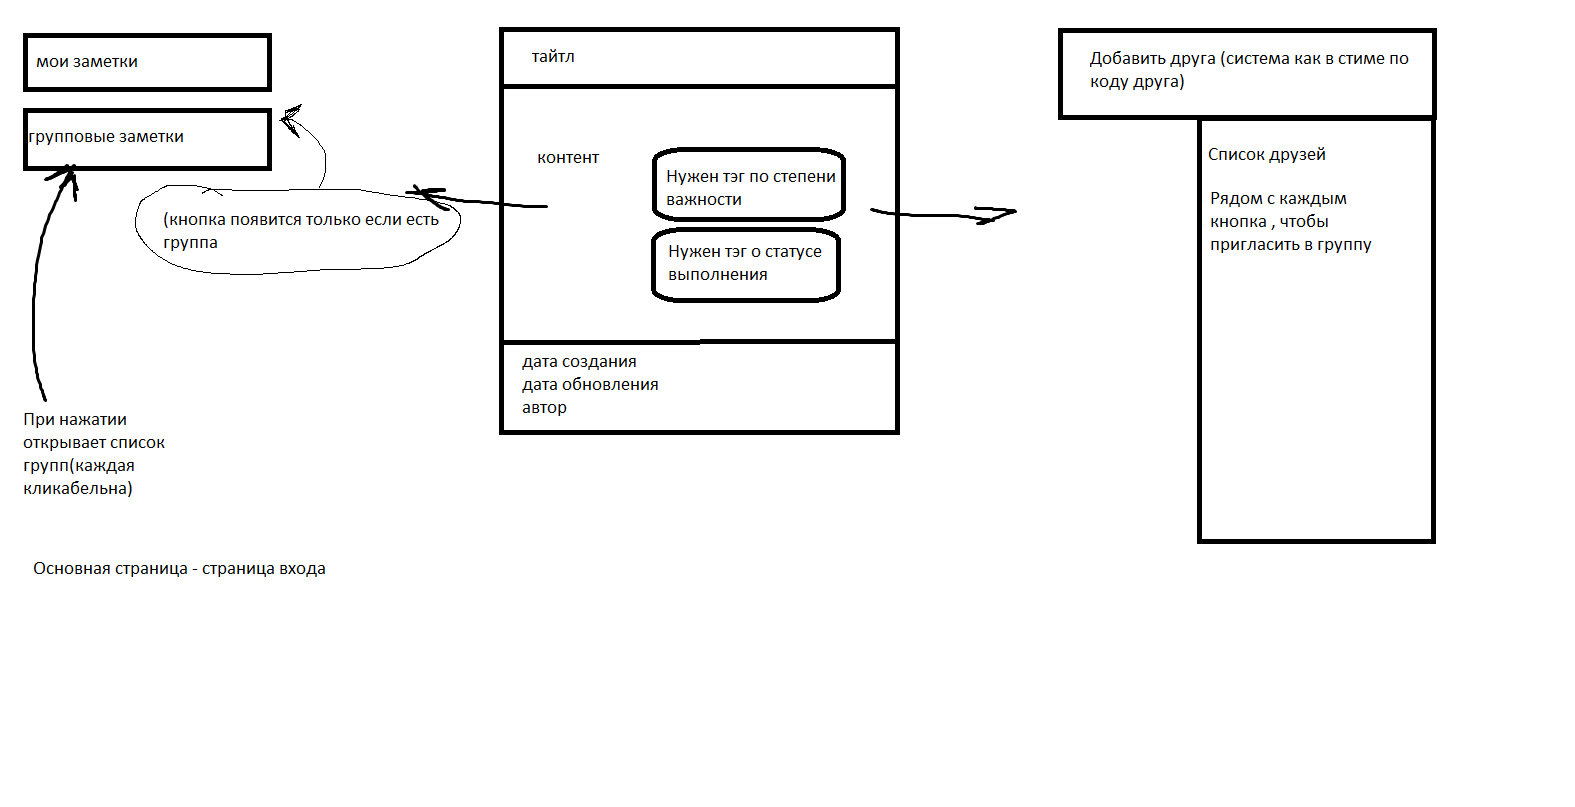 мои заметки
групповые заметки
(кнопка появится только если есть
группа
При нажатии
открывает список
групп(каждая
кликабельна)
Основная страница - страница входа
тайтл
контент
Нужен тэг по степени
важности
Нужен тэг о статусе
выполнения
дата создания
дата обновления
автор
Добавить друга (система как в стиме по
коду друга)
Список друзей
Рядом с каждым
кнопка , чтобы
пригласить в группу